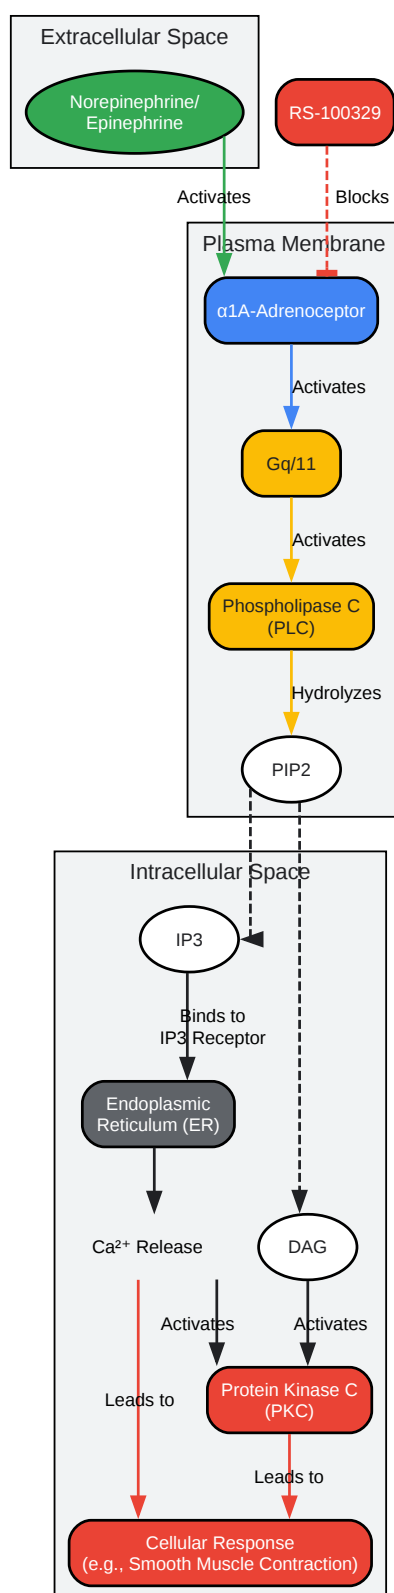 Extracellular Space
Norepinephrine/
Epinephrine
RS-100329
Activates
Blocks
Plasma Membrane
α1A-Adrenoceptor
Activates
Gq/11
Activates
Phospholipase C
(PLC)
Hydrolyzes
PIP2
Intracellular Space
IP3
Binds to
IP3 Receptor
Endoplasmic
Reticulum (ER)
Ca²⁺ Release
DAG
Activates
Activates
Protein Kinase C
(PKC)
Leads to
Leads to
Cellular Response
(e.g., Smooth Muscle Contraction)